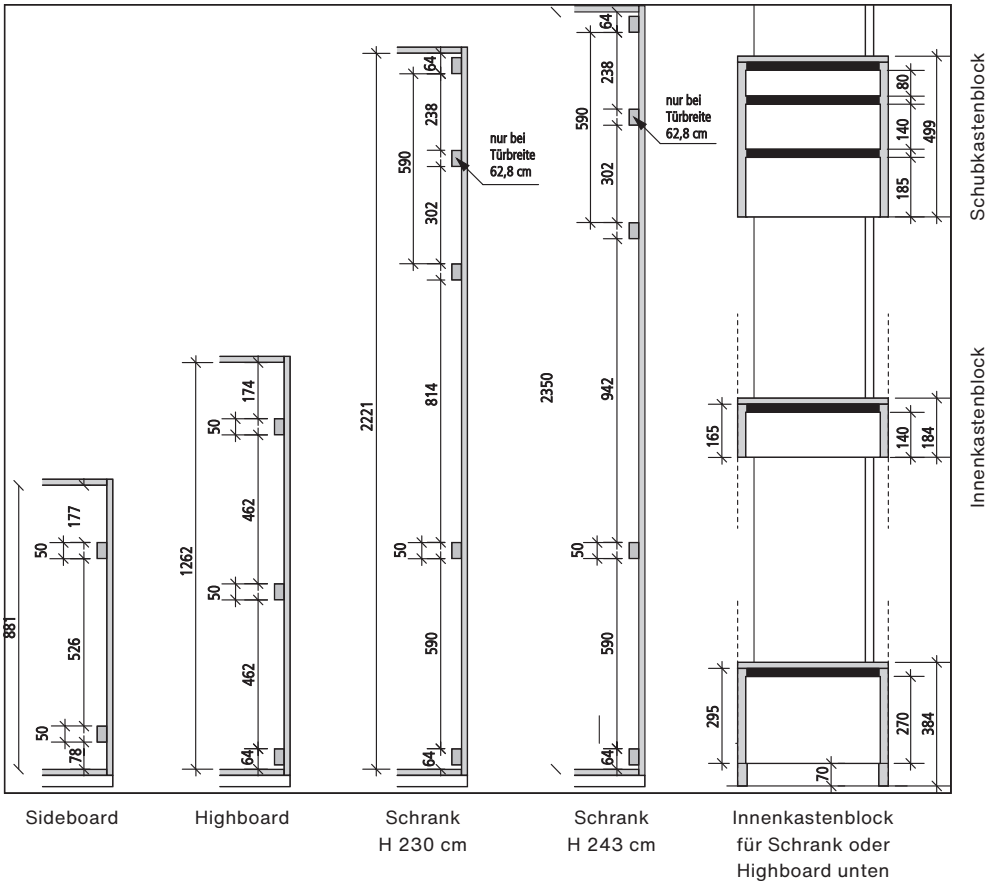 881
177
50
526
50
78
Sideboard
1262
174
50
462
50
462
64
Highboard
2221
64
238
590
302
nur bei
Türbreite
62,8 cm
814
50
590
64
Schrank
H 230 cm
2350
64
238
590
302
nur bei
Türbreite
62,8 cm
942
50
590
64
Schrank
H 243 cm
80
140
185
499
Schubkastenblock
165
140
184
Innenkastenblock
295
270
384
70
Innenkastenblock
für Schrank oder
Highboard unten